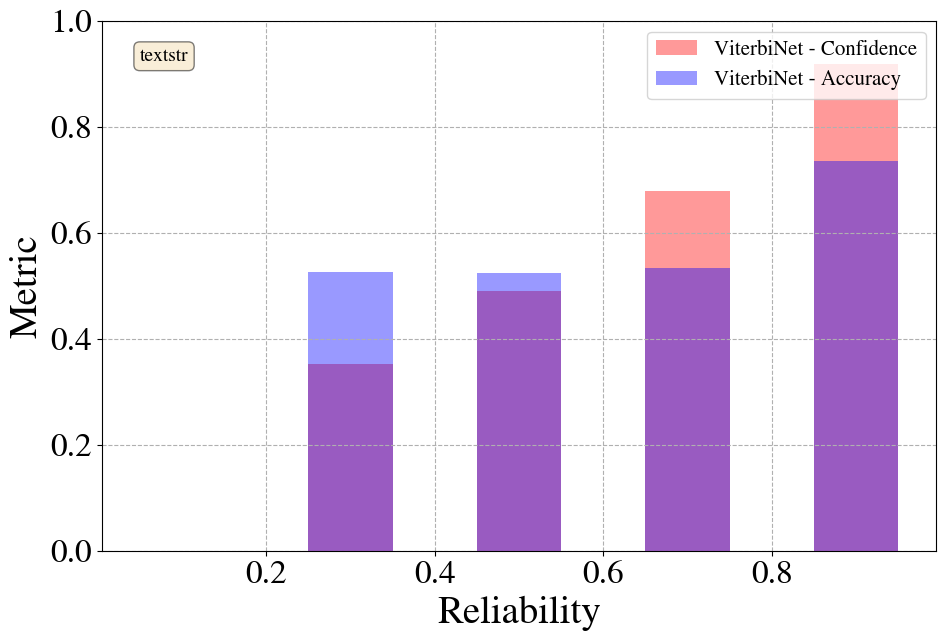 1.0
textstr
ViterbiNet - Confidence
ViterbiNet - Accuracy
0.8
0.6
Metric
0.4
0.2
0.0
0.2 0.4 0.6 0.8
Reliability